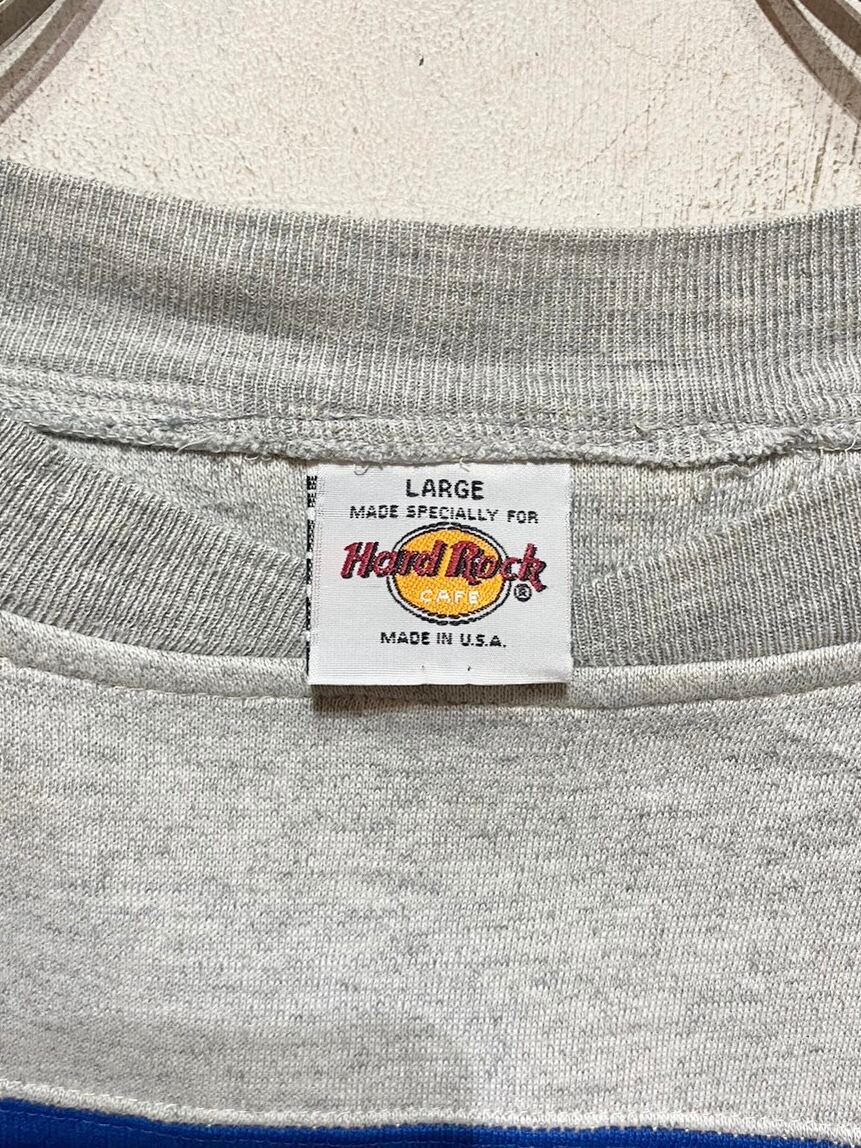 LARGE
MADE SPECIALLY FOR
Hard Rock
CAFE ®
MADE IN U.S.A.